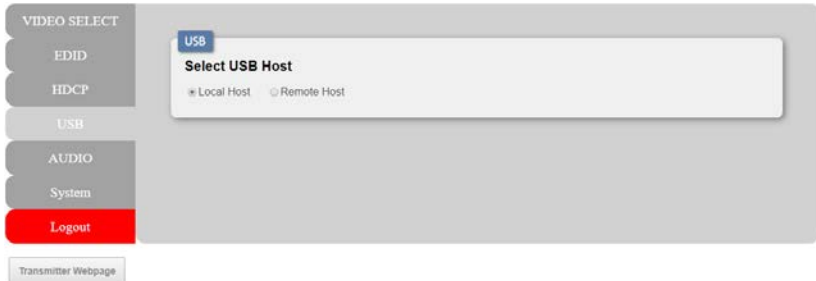 VIDEO SELECT
EDID
HDCP
USB
AUDIO
System
Logout
Transmitter Webpage
USB
Select USB Host
Local Host Remote Host